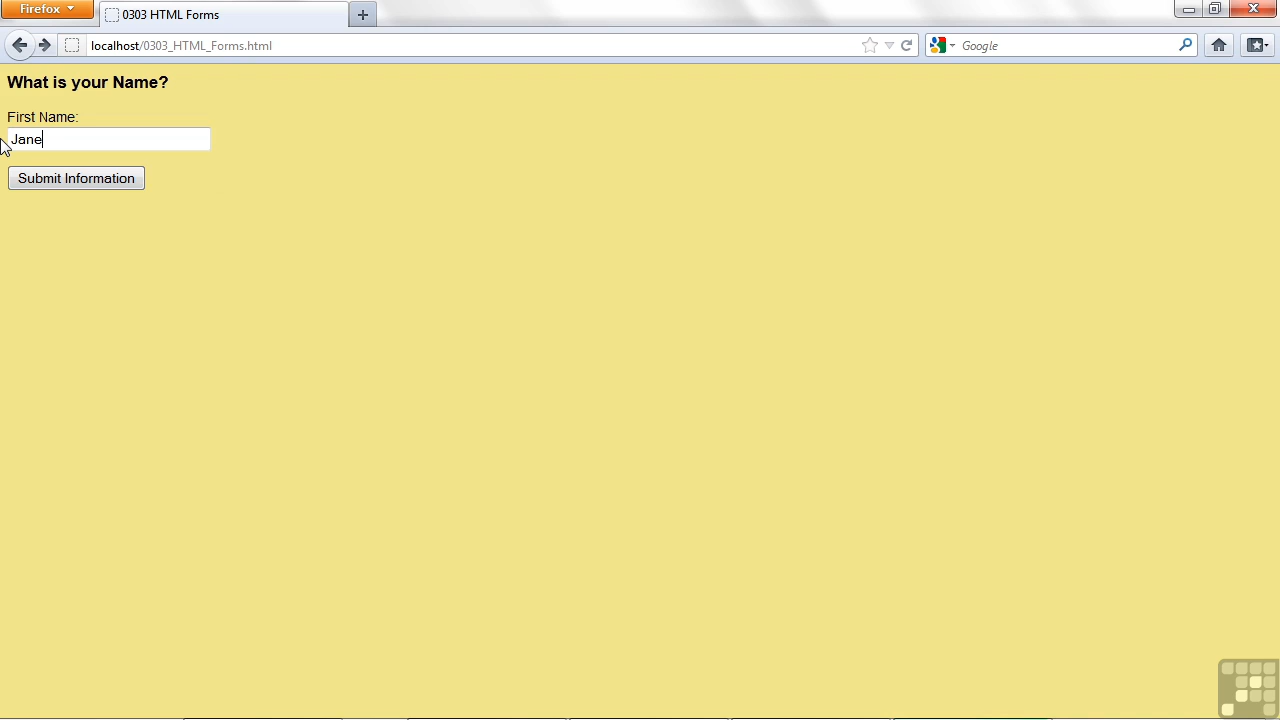 Firefox
0303 HTML Forms
localhost/0303_HTML_Forms.html
Google
What is your Name?
First Name:
Jane
Submit Information